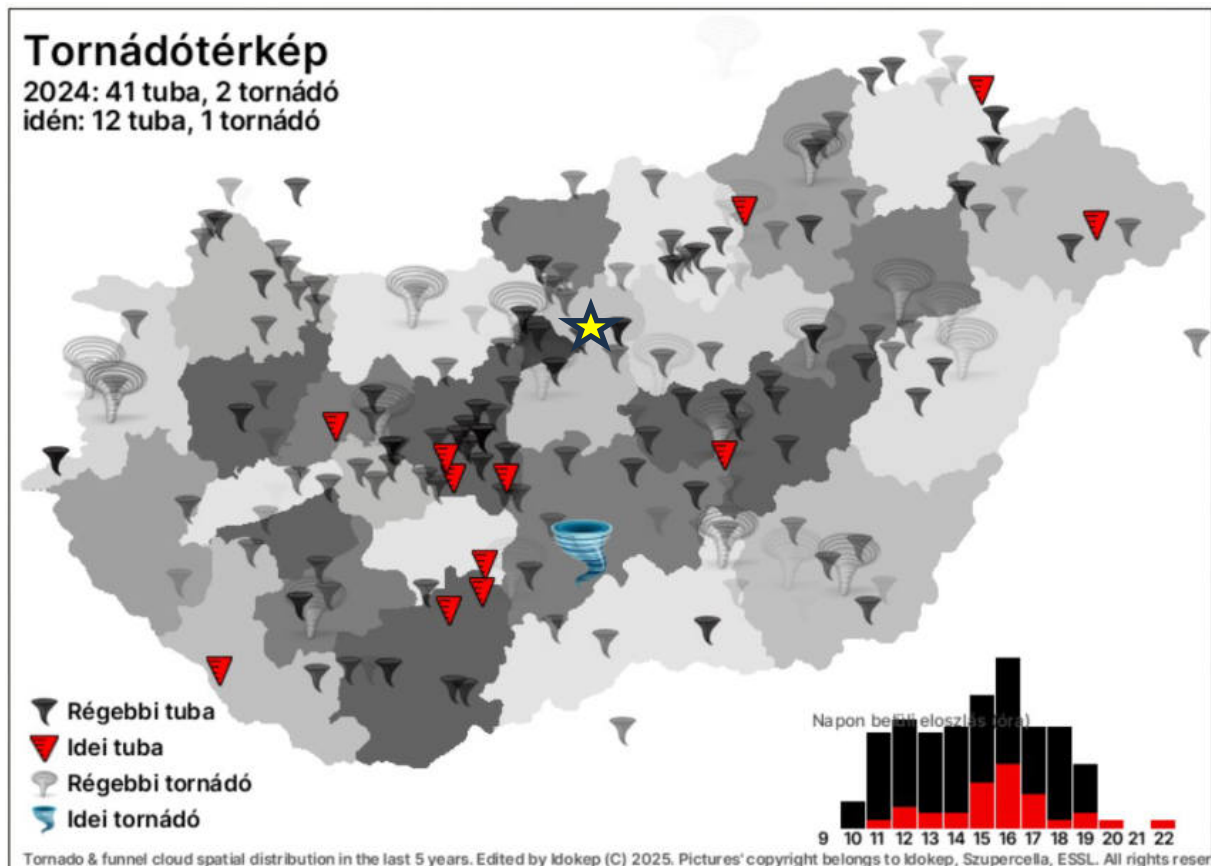 Tornádótérkép
2024: 41 tuba, 2 tornádó
idén: 12 tuba, 1 tornádó
Régebbi tuba
Idei tuba
Régebbi tornádó
Idei tornádó
Napon belüli eloszlás (óra)
9 10 11 12 13 14 15 16 17 18 19 20 21 22
Tornado & funnel cloud spatial distribution in the last 5 years. Edited by Idokep (C) 2025. Pictures' copyright belongs to Idokep, Szupercella, ESSL. All rights reser